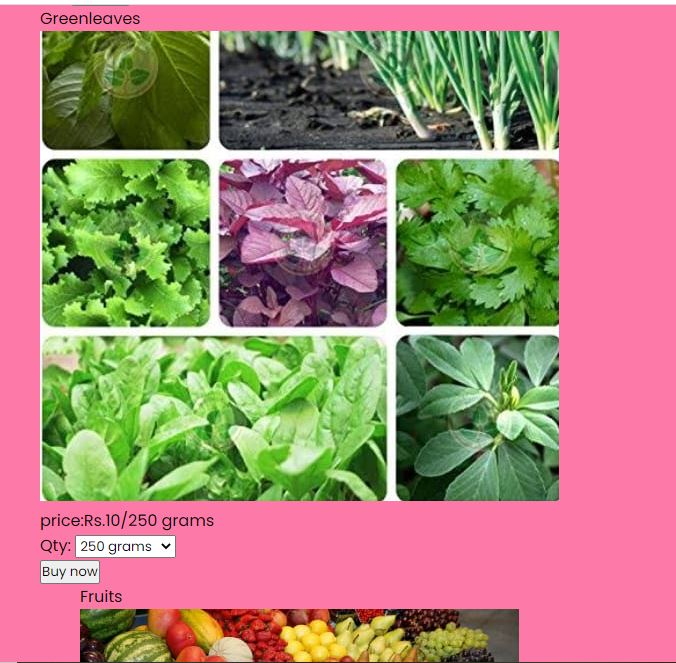 Greenleaves
price:Rs.10/250 grams
Qty: 250 grams
Buy now
Fruits